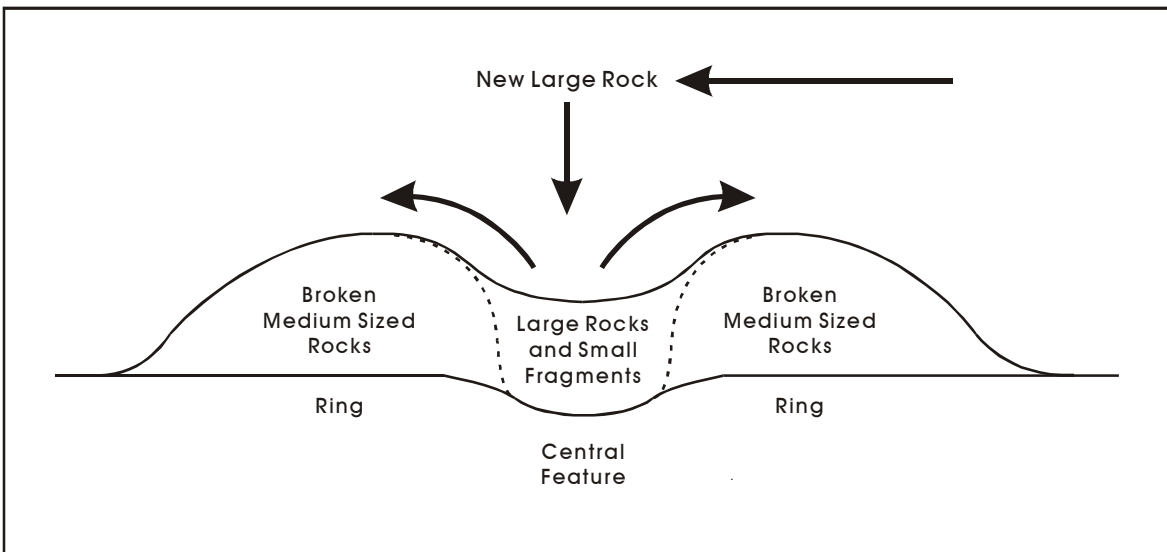 New Large Rock
Broken
Medium Sized
Rocks
Large Rocks
and Small
Fragments
Broken
Medium Sized
Rocks
Ring
Ring
Central
Feature